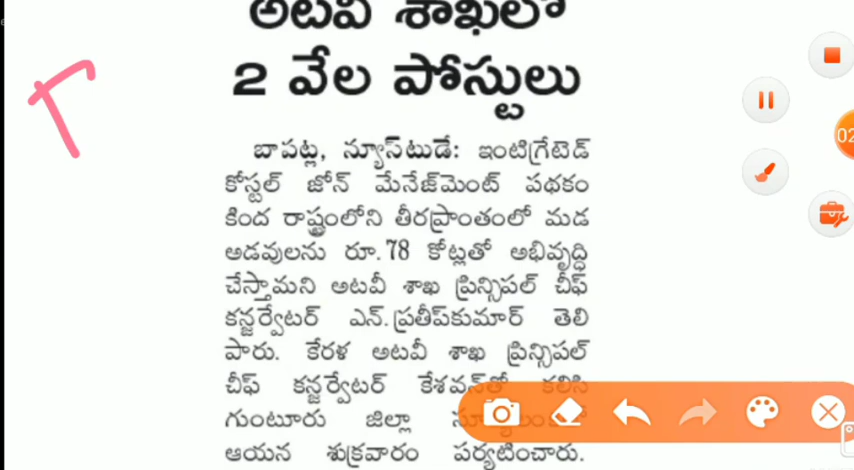 అటవీ శాఖలో
2 వేల పోస్టులు
బాపట్ల, న్యూస్‌టుడే: ఇంటిగ్రేటెడ్
కోస్టల్ జోన్ మేనేజ్‌మెంట్ పథకం
కింద రాష్ట్రంలోని తీరప్రాంతంలో మడ
అడవులను రూ.78 కోట్లతో అభివృద్ధి
చేస్తామని అటవీ శాఖ ప్రిన్సిపల్ చీఫ్
కన్జర్వేటర్ ఎన్.ప్రతీప్‌కుమార్ తెలి
పారు. కేరళ అటవీ శాఖ ప్రిన్సిపల్
చీఫ్ కన్జర్వేటర్ కేశవన్‌తో కలిసి
గుంటూరు జిల్లా
ఆయన శుక్రవారం పర్యటించారు.
02